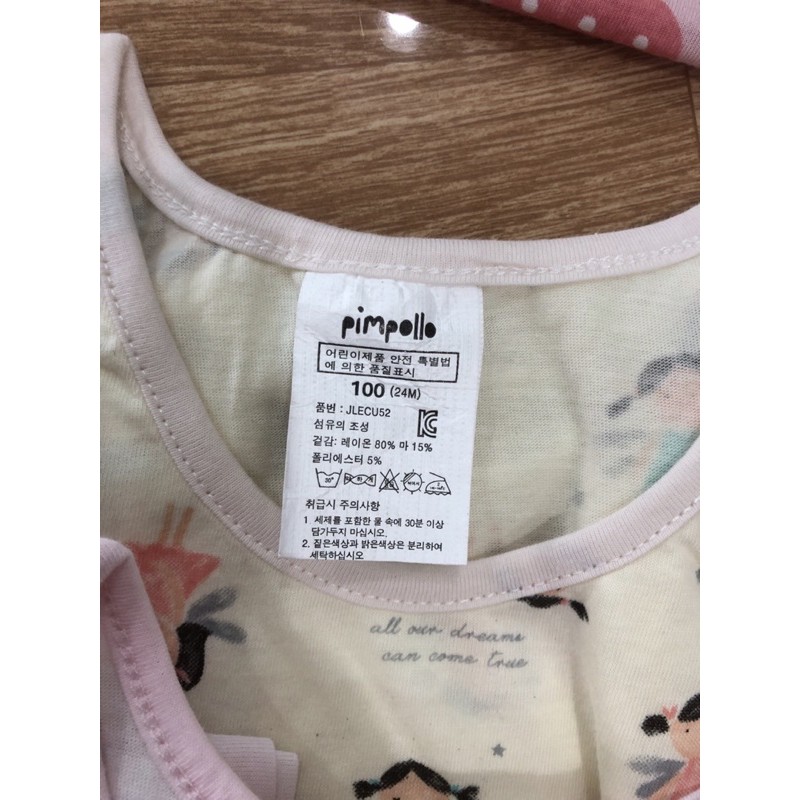 pimpollo
어린이제품 안전 특별법
에 의한 품질표시
100 (24M)
품번 : JLECU52
섬유의 조성
겉감: 레이온 80% 마 15%
폴리에스터 5%
30°
취급시 주의사항
1. 세제를 포함한 물 속에 30분 이상
담가두지 마십시오.
2. 짙은색상과 밝은색상은 분리하여
세탁하십시오
all our dreams
can come true